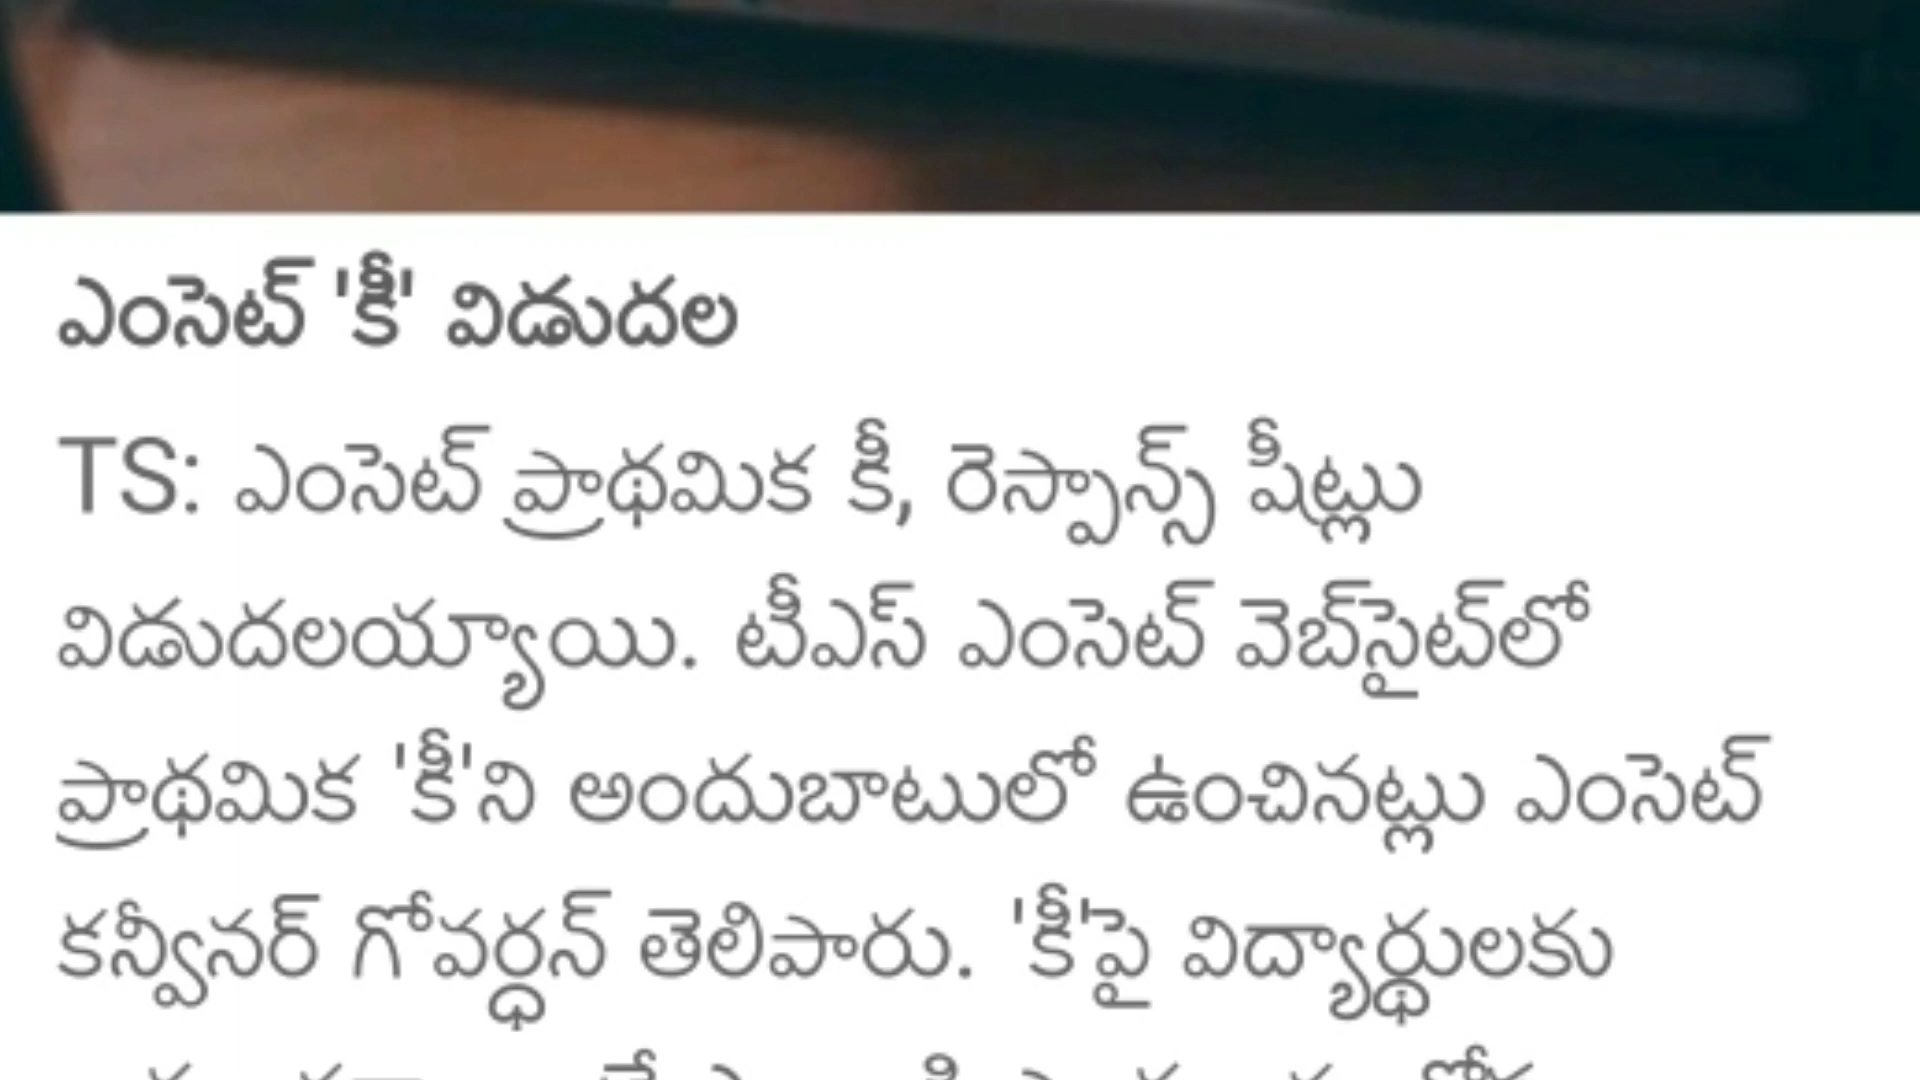 ఎంసెట్ 'కీ' విడుదల
TS: ఎంసెట్ ప్రాథమిక కీ, రెస్పాన్స్ షీట్లు
విడుదలయ్యాయి. టీఎస్ ఎంసెట్ వెబ్‌సైట్‌లో
ప్రాథమిక 'కీ'ని అందుబాటులో ఉంచినట్లు ఎంసెట్
కన్వీనర్ గోవర్ధన్ తెలిపారు. 'కీ'పై విద్యార్థులకు